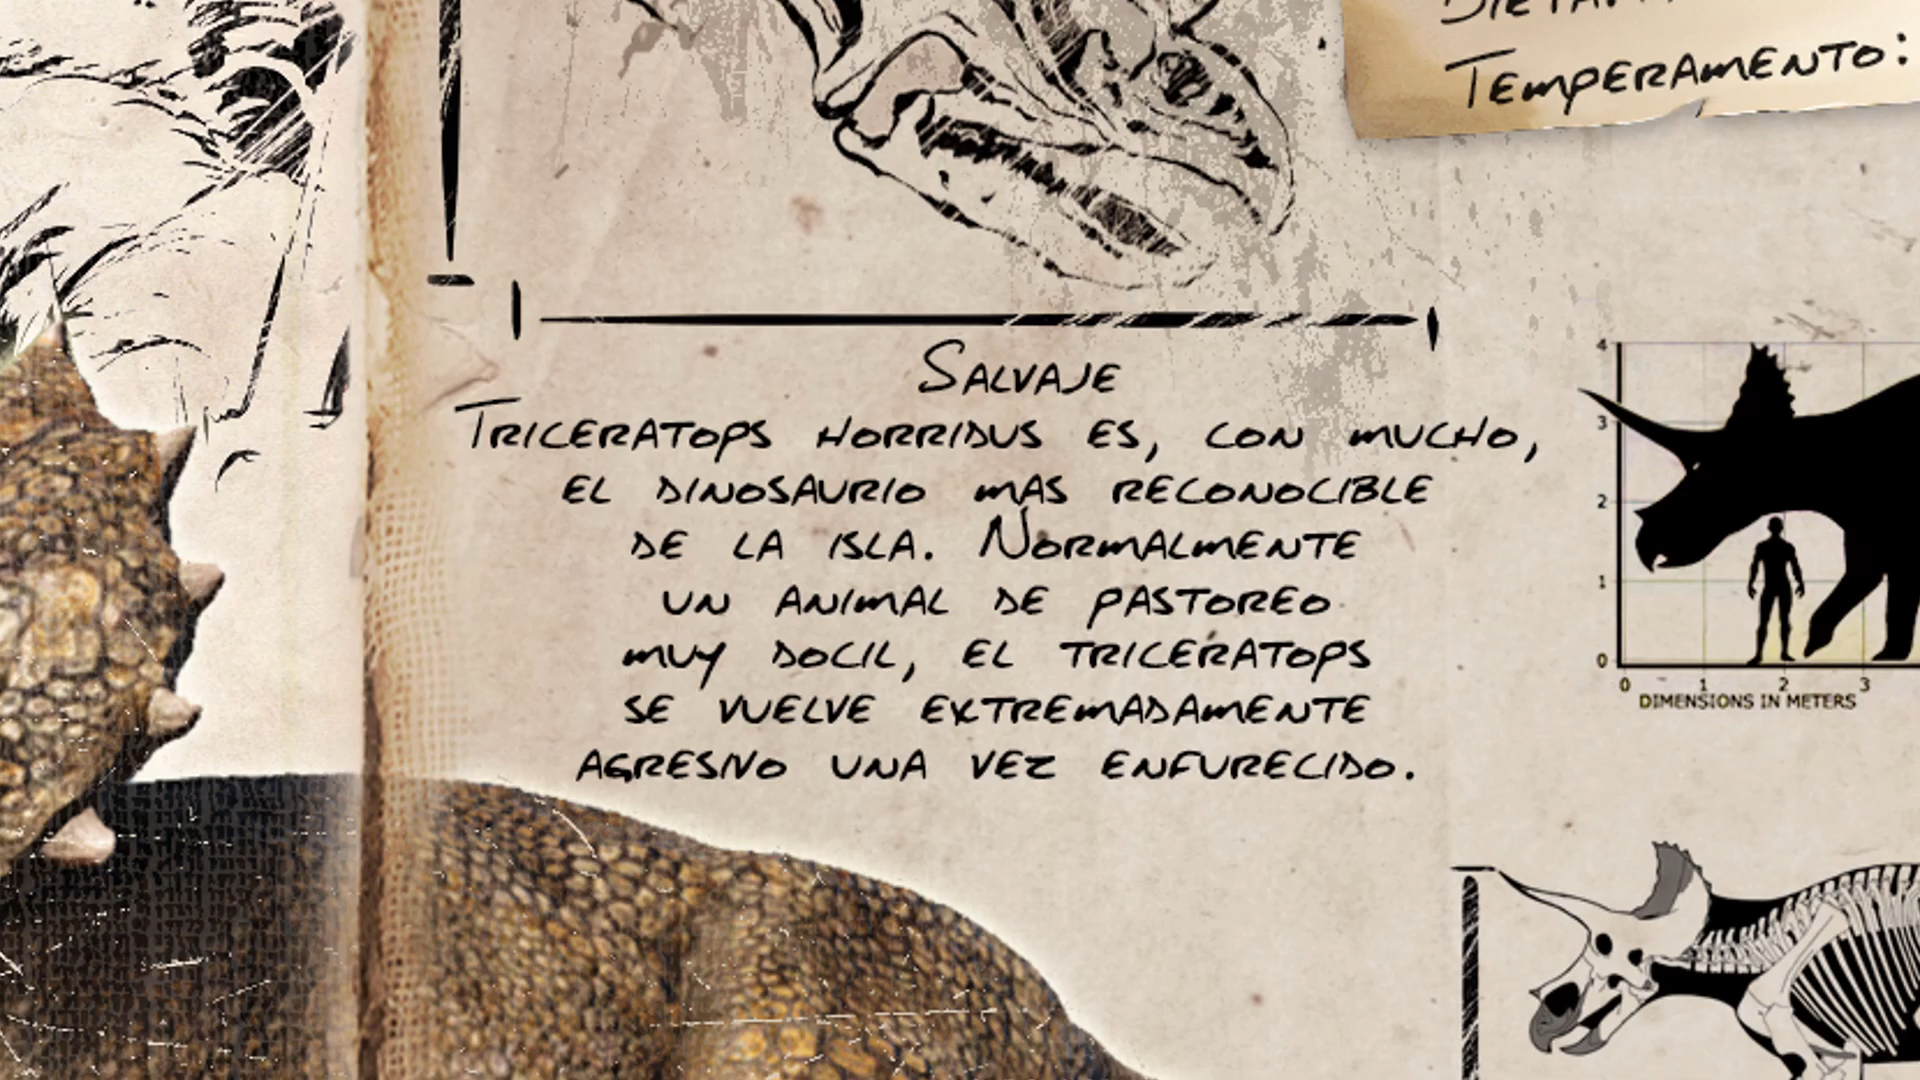 Temperamento:
Salvaje
Triceratops horridus es, con mucho,
el dinosaurio mas reconocible
de la isla. Normalmente
un animal de pastoreo
muy docil, el triceratops
se vuelve extremadamente
agresivo una vez enfurecido.
4
3
2
1
0
0 1 2 3
DIMENSIONS IN METERS